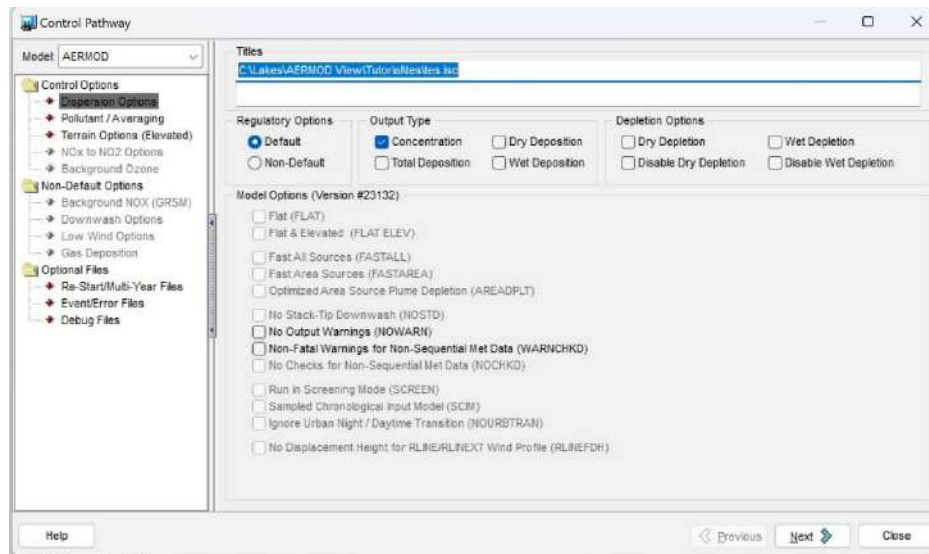 Control Pathway
Model: AERMOD
Control Options
Dispersion Options
Pollutant / Averaging
Terrain Options (Elevated)
NOx to NO2 Options
Background Ozone
Non-Default Options
Background NOX (GRSM)
Downwash Options
Low Wind Options
Gas Deposition
Optional Files
Re-Start/Multi-Year Files
Event/Error Files
Debug Files
Titles
C:\Lakes\AERMOD View\Tutorial\tes\tes.isc
Regulatory Options
Default
Non-Default
Output Type
Concentration
Dry Deposition
Total Deposition
Wet Deposition
Depletion Options
Dry Depletion
Wet Depletion
Disable Dry Depletion
Disable Wet Depletion
Model Options (Version #23132)
Flat (FLAT)
Flat & Elevated (FLAT ELEV)
Fast All Sources (FASTALL)
Fast Area Sources (FASTAREA)
Optimized Area Source Plume Depletion (AREADPLT)
No Stack-Tip Downwash (NOSTD)
No Output Warnings (NOWARN)
Non-Fatal Warnings for Non-Sequential Met Data (WARNCHKD)
No Checks for Non-Sequential Met Data (NOCHKD)
Run in Screening Mode (SCREEN)
Sampled Chronological Input Model (SCIM)
Ignore Urban Night / Daytime Transition (NOURBTRAN)
No Displacement Height for RLINE/RLINEXT Wind Profile (RLINEFDH)
Help
Previous
Next
Close